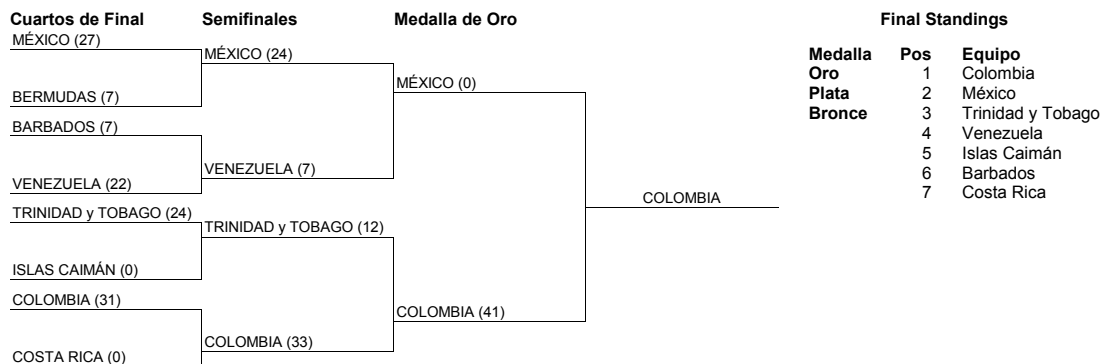 Cuartos de Final Semifinales Medalla de Oro Final Standings
MÉXICO (27)
MÉXICO (24)
MÉXICO (0)
BERMUDAS (7)
BARBADOS (7)
VENEZUELA (7)
VENEZUELA (22)
COLOMBIA
TRINIDAD y TOBAGO (24)
TRINIDAD y TOBAGO (12)
ISLAS CAIMÁN (0)
COLOMBIA (31)
COLOMBIA (41)
COLOMBIA (33)
COSTA RICA (0)
Medalla Pos Equipo
Oro 1 Colombia
Plata 2 México
Bronce 3 Trinidad y Tobago
4 Venezuela
5 Islas Caimán
6 Barbados
7 Costa Rica